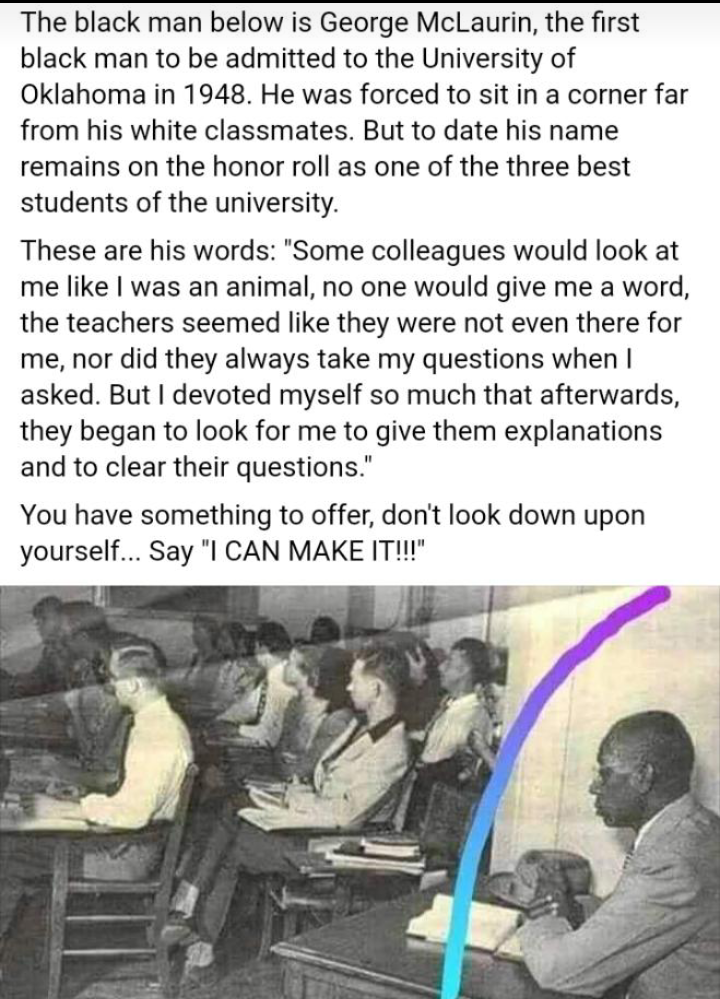 The black man below is George McLaurin, the first
black man to be admitted to the University of
Oklahoma in 1948. He was forced to sit in a corner far
from his white classmates. But to date his name
remains on the honor roll as one of the three best
students of the university.
These are his words: "Some colleagues would look at
me like I was an animal, no one would give me a word,
the teachers seemed like they were not even there for
me, nor did they always take my questions when I
asked. But I devoted myself so much that afterwards,
they began to look for me to give them explanations
and to clear their questions."
You have something to offer, don't look down upon
yourself... Say "I CAN MAKE IT!!!"